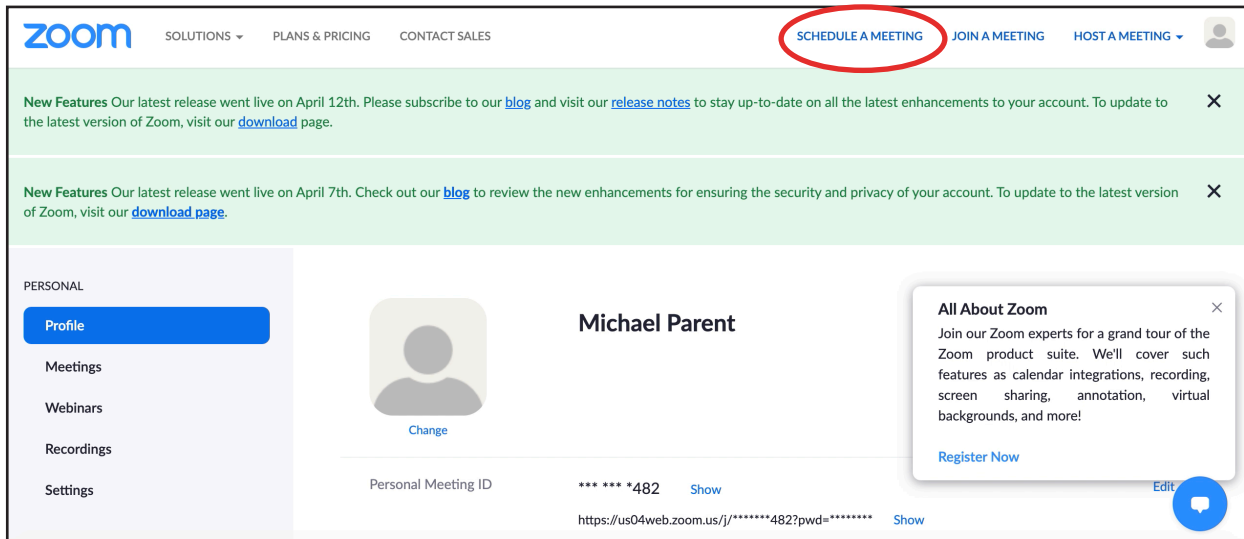 zoom SOLUTIONS PLANS & PRICING CONTACT SALES SCHEDULE A MEETING JOIN A MEETING HOST A MEETING
New Features Our latest release went live on April 12th. Please subscribe to our blog and visit our release notes to stay up-to-date on all the latest enhancements to your account. To update to
the latest version of Zoom, visit our download page.
New Features Our latest release went live on April 7th. Check out our blog to review the new enhancements for ensuring the security and privacy of your account. To update to the latest version
of Zoom, visit our download page.
PERSONAL
Profile
Meetings
Webinars
Recordings
Settings
Change
Michael Parent
All About Zoom
Join our Zoom experts for a grand tour of the
Zoom product suite. We'll cover such
features as calendar integrations, recording,
screen sharing, annotation, virtual
backgrounds, and more!
Register Now
Personal Meeting ID *** *** *482 Show Edit
https://us04web.zoom.us/j/*******482?pwd=******** Show